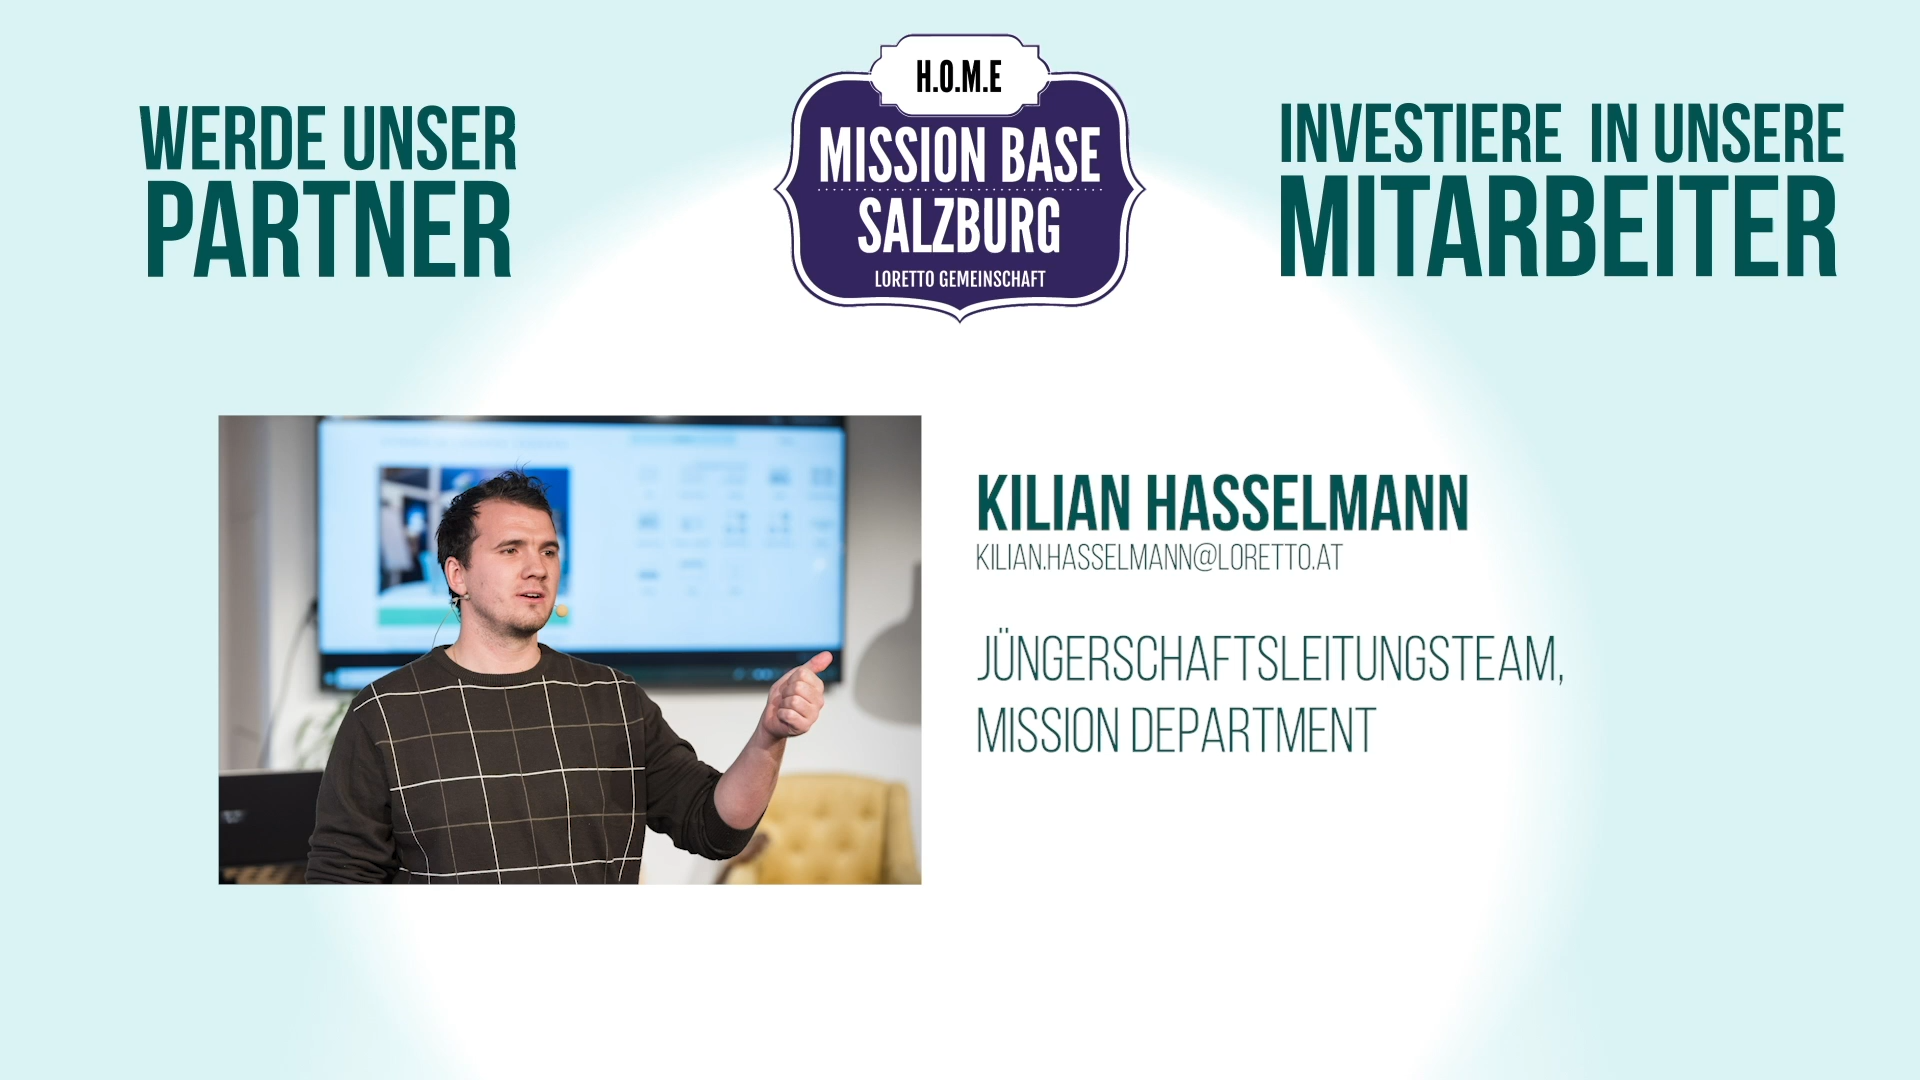 WERDE UNSER
PARTNER
H.O.M.E
MISSION BASE
SALZBURG
LORETTO GEMEINSCHAFT
INVESTIERE IN UNSERE
MITARBEITER
KILIAN HASSELMANN
KILIAN.HASSELMANN@LORETTO.AT
JÜNGERSCHAFTSLEITUNGSTEAM,
MISSION DEPARTMENT